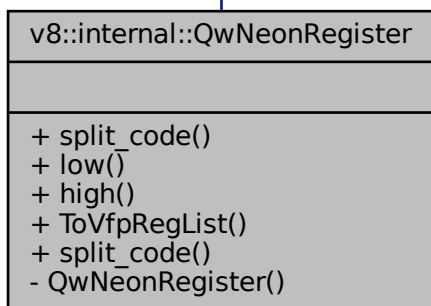 v8::internal::QwNeonRegister
+ split_code()
+ low()
+ high()
+ ToVfpRegList()
+ split_code()
- QwNeonRegister()